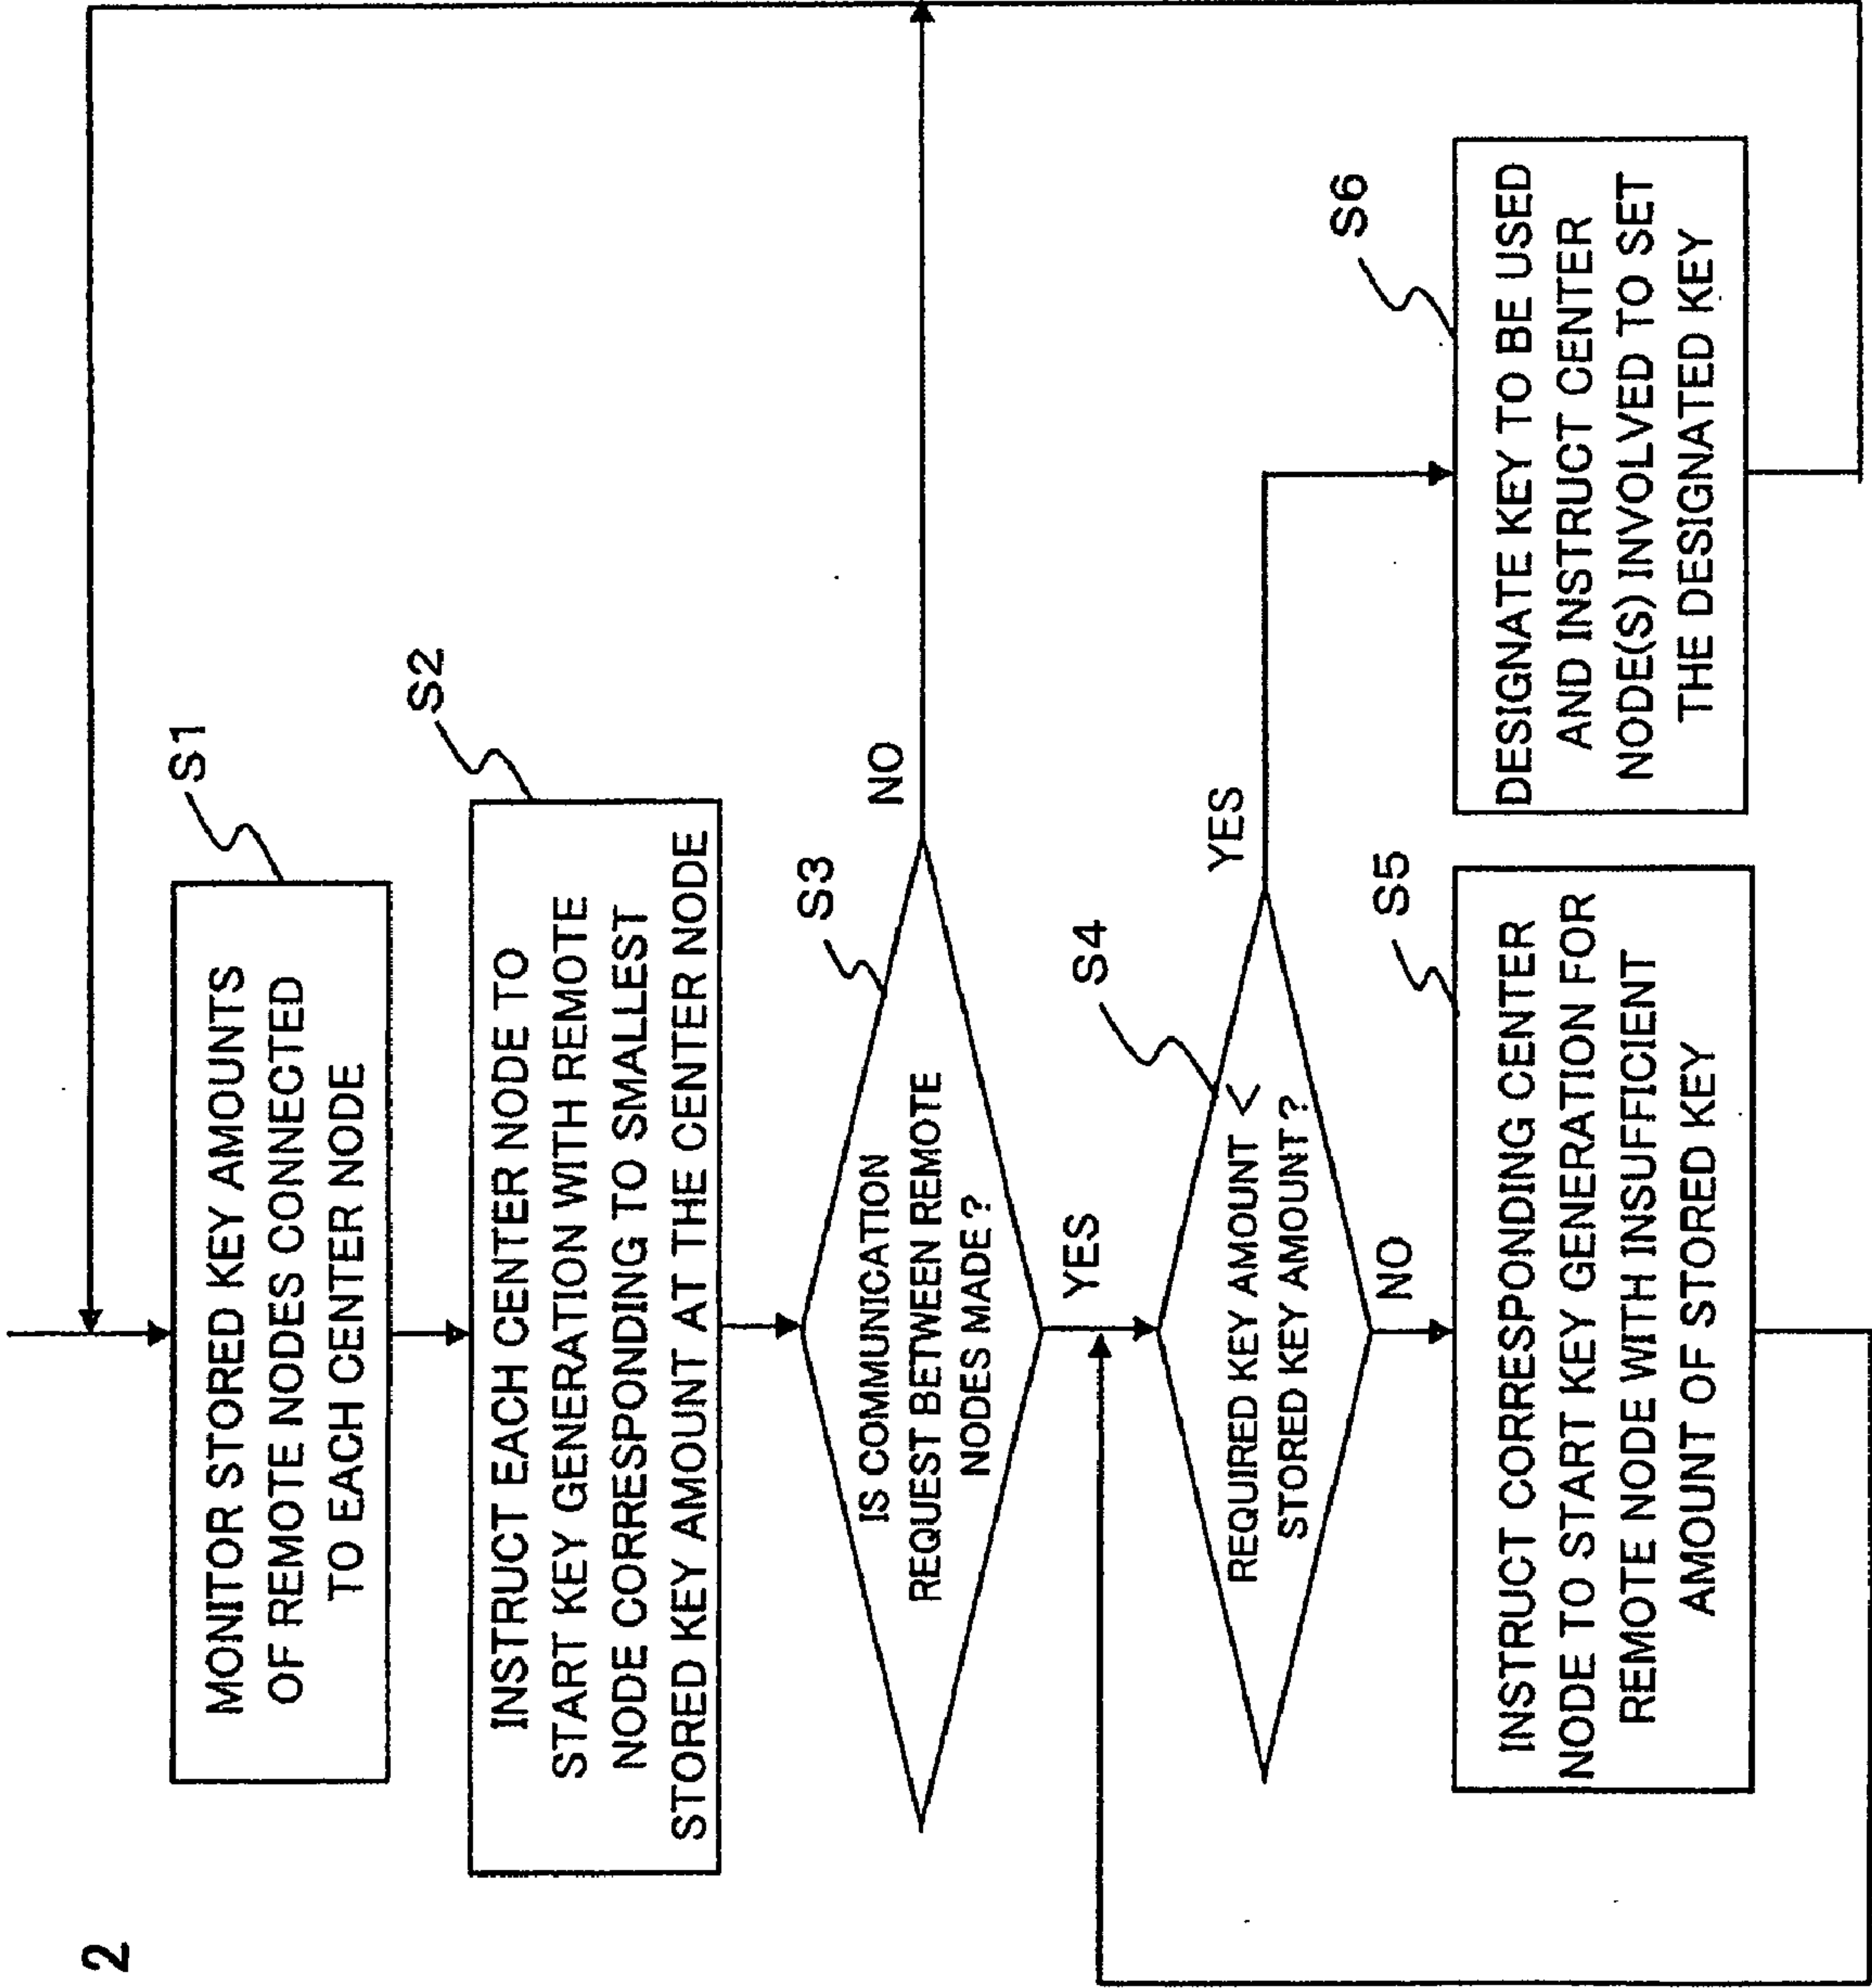 2
S1
MONITOR STORED KEY AMOUNTS
OF REMOTE NODES CONNECTED
TO EACH CENTER NODE
S2
INSTRUCT EACH CENTER NODE TO
START KEY GENERATION WITH REMOTE
NODE CORRESPONDING TO SMALLEST
STORED KEY AMOUNT AT THE CENTER NODE
S3
IS COMMUNICATION
REQUEST BETWEEN REMOTE
NODES MADE?
NO
YES
S4
REQUIRED KEY AMOUNT <
STORED KEY AMOUNT?
YES
NO
S5
INSTRUCT CORRESPONDING CENTER
NODE TO START KEY GENERATION FOR
REMOTE NODE WITH INSUFFICIENT
AMOUNT OF STORED KEY
S6
DESIGNATE KEY TO BE USED
AND INSTRUCT CENTER
NODE(S) INVOLVED TO SET
THE DESIGNATED KEY